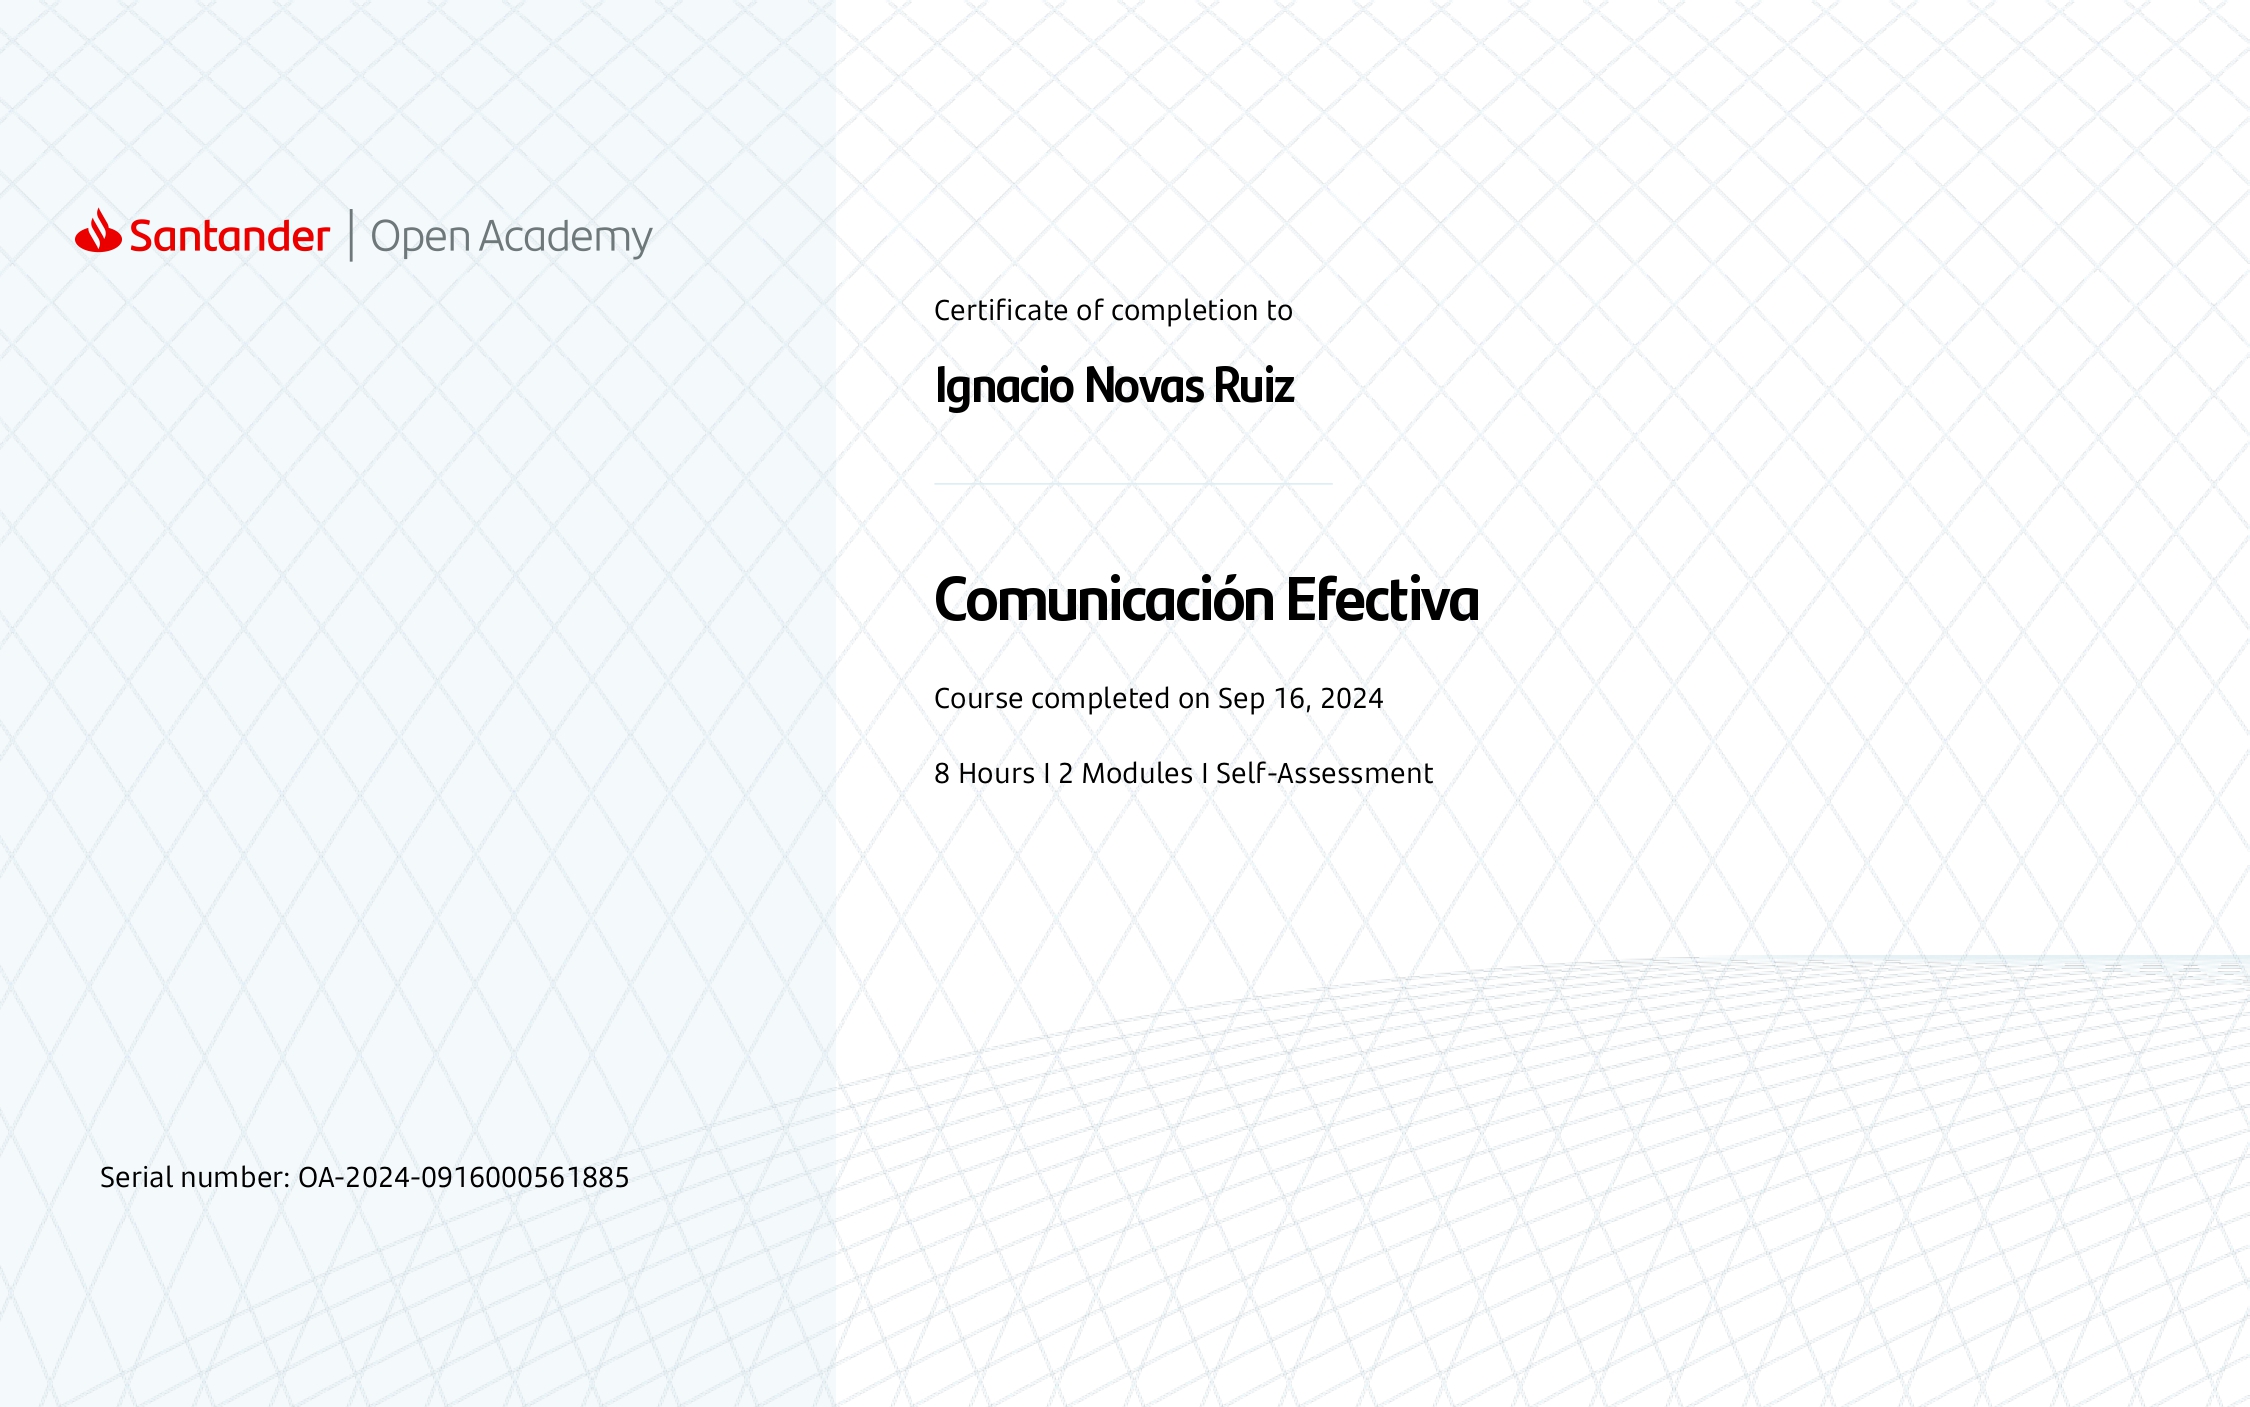 Santander | Open Academy
Certificate of completion to
Ignacio Novas Ruiz
Comunicación Efectiva
Course completed on Sep 16, 2024
8 Hours I 2 Modules I Self-Assessment
Serial number: OA-2024-0916000561885